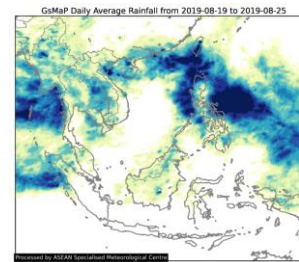 GsMaP Daily Average Rainfall from 2019-08-19 to 2019-08-25
Processed by ASEAN Specialised Meteorological Centre